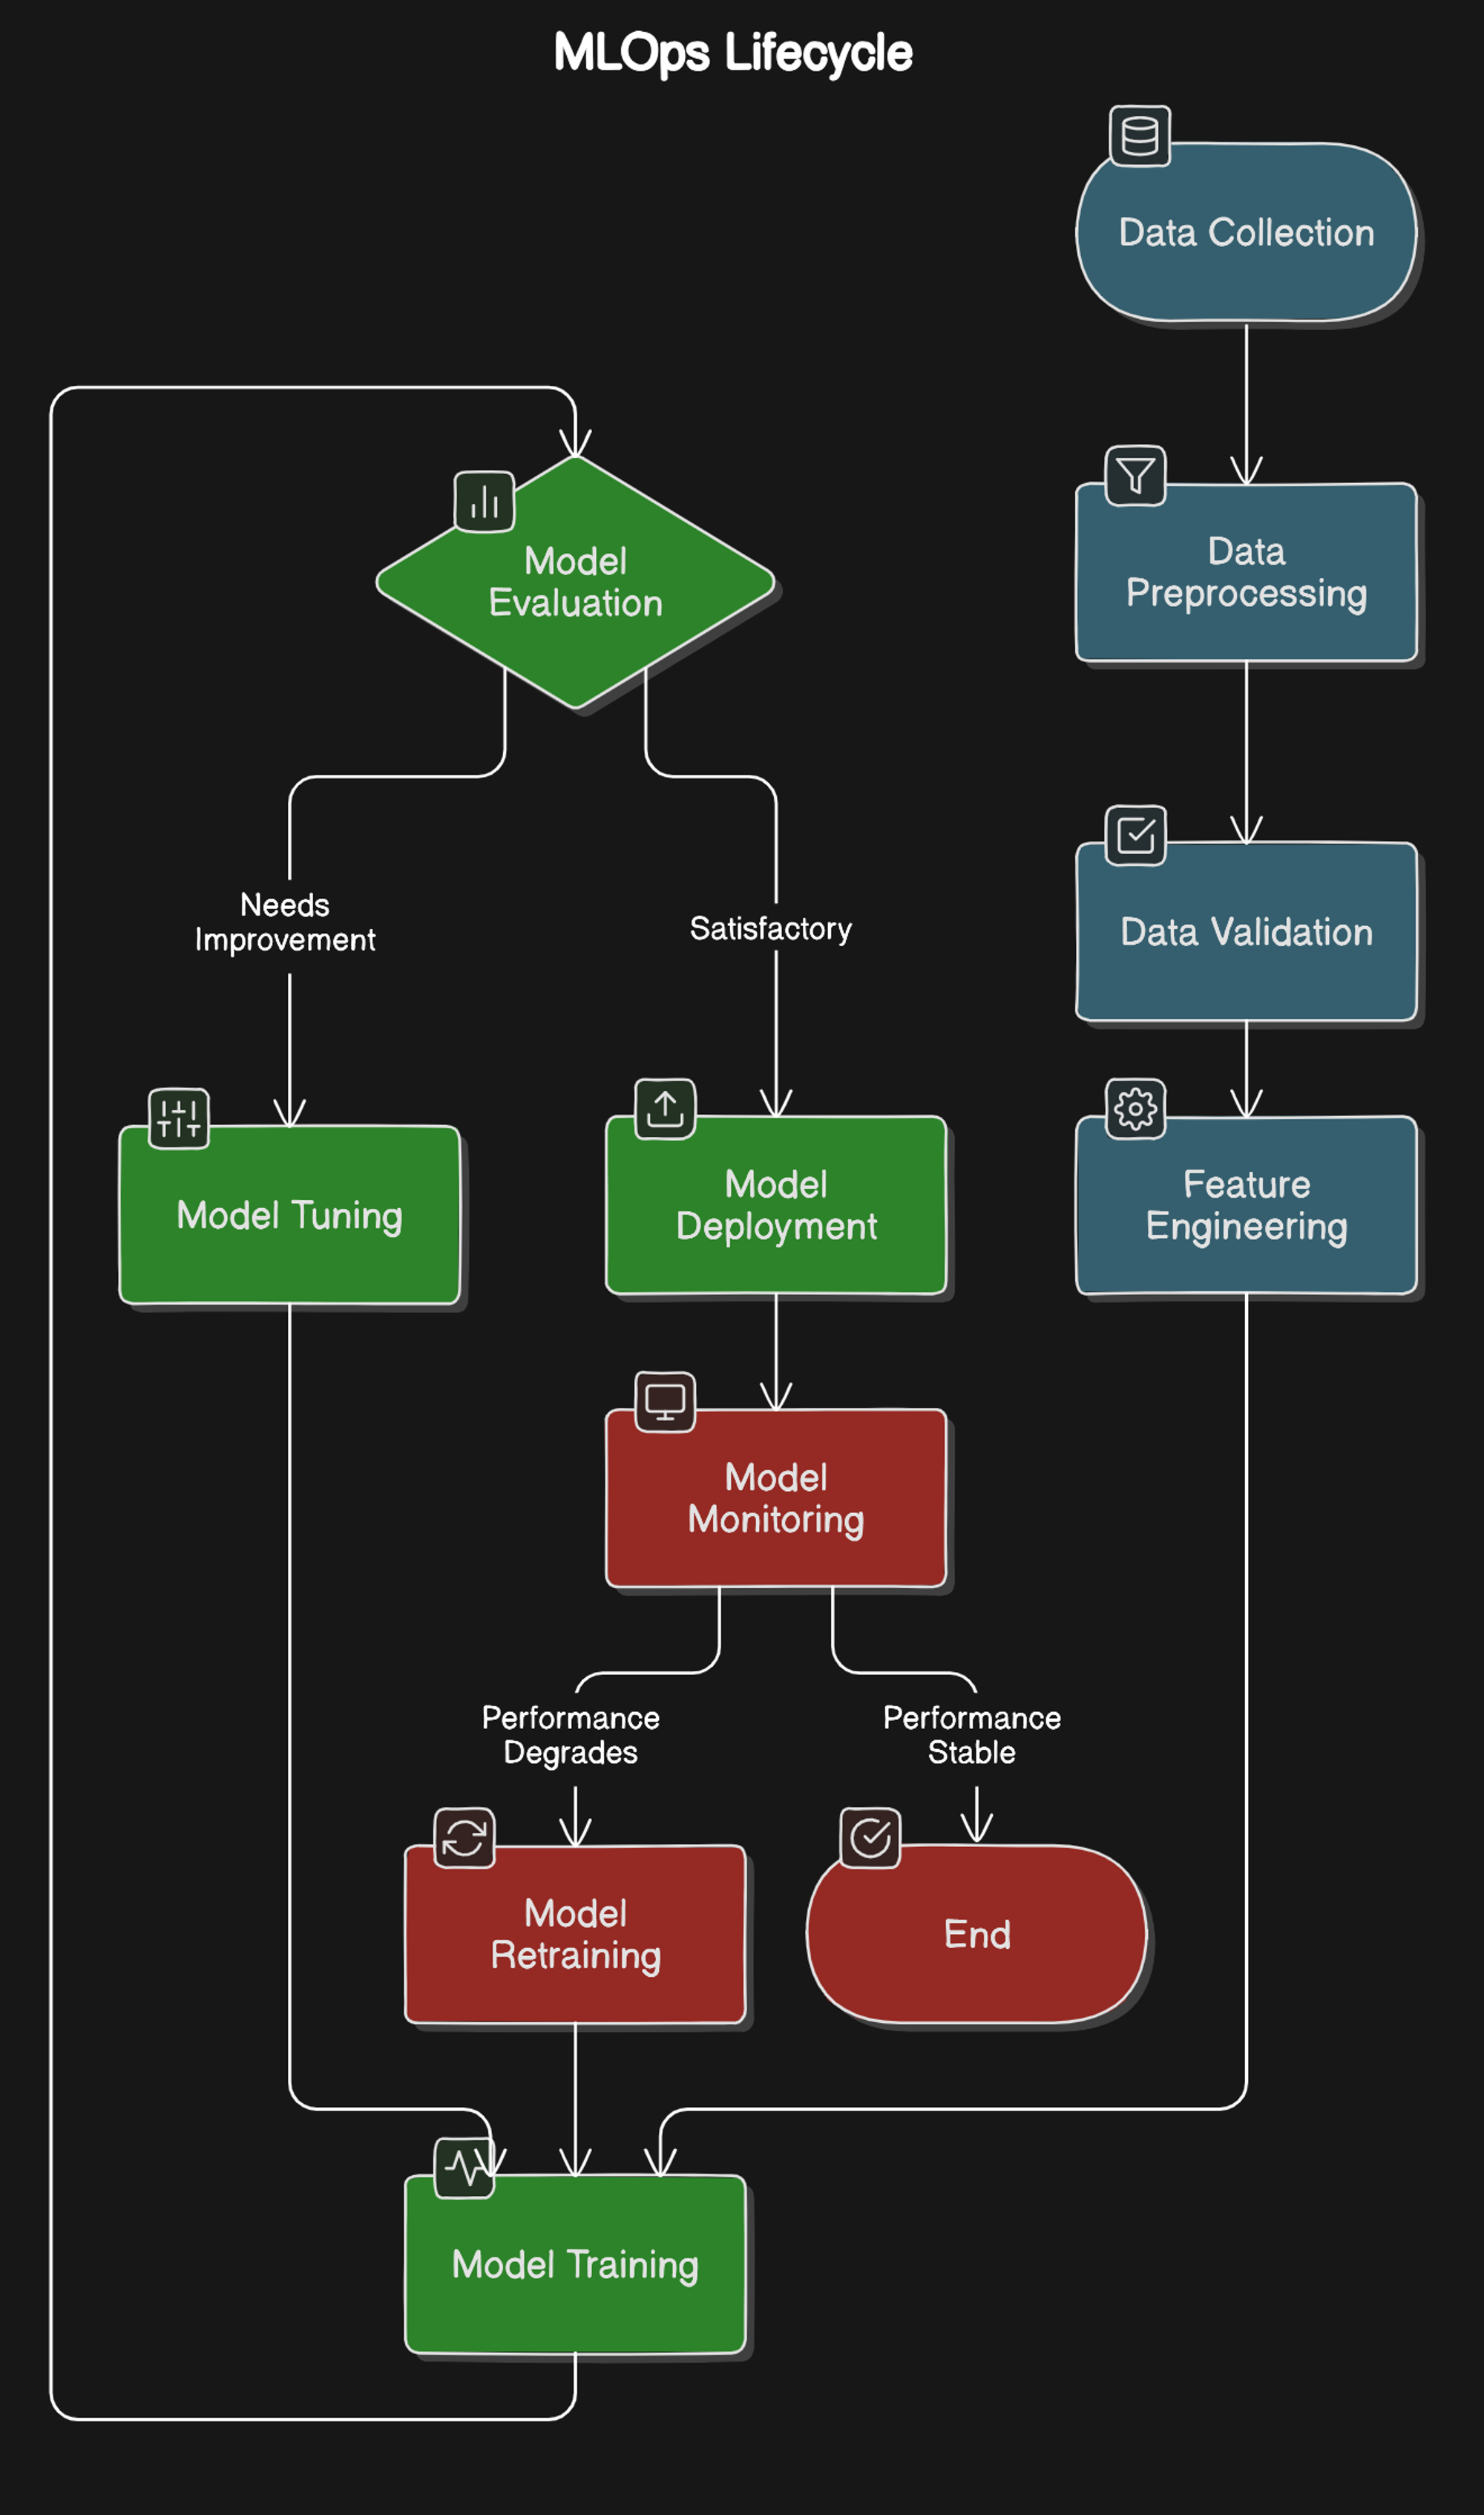 MLOps Lifecycle
Data Collection
Data
Preprocessing
Data Validation
Feature
Engineering
Model
Evaluation
Needs
Improvement
Satisfactory
Model Tuning
Model
Deployment
Model
Monitoring
Performance
Degrades
Performance
Stable
Model
Retraining
End
Model Training